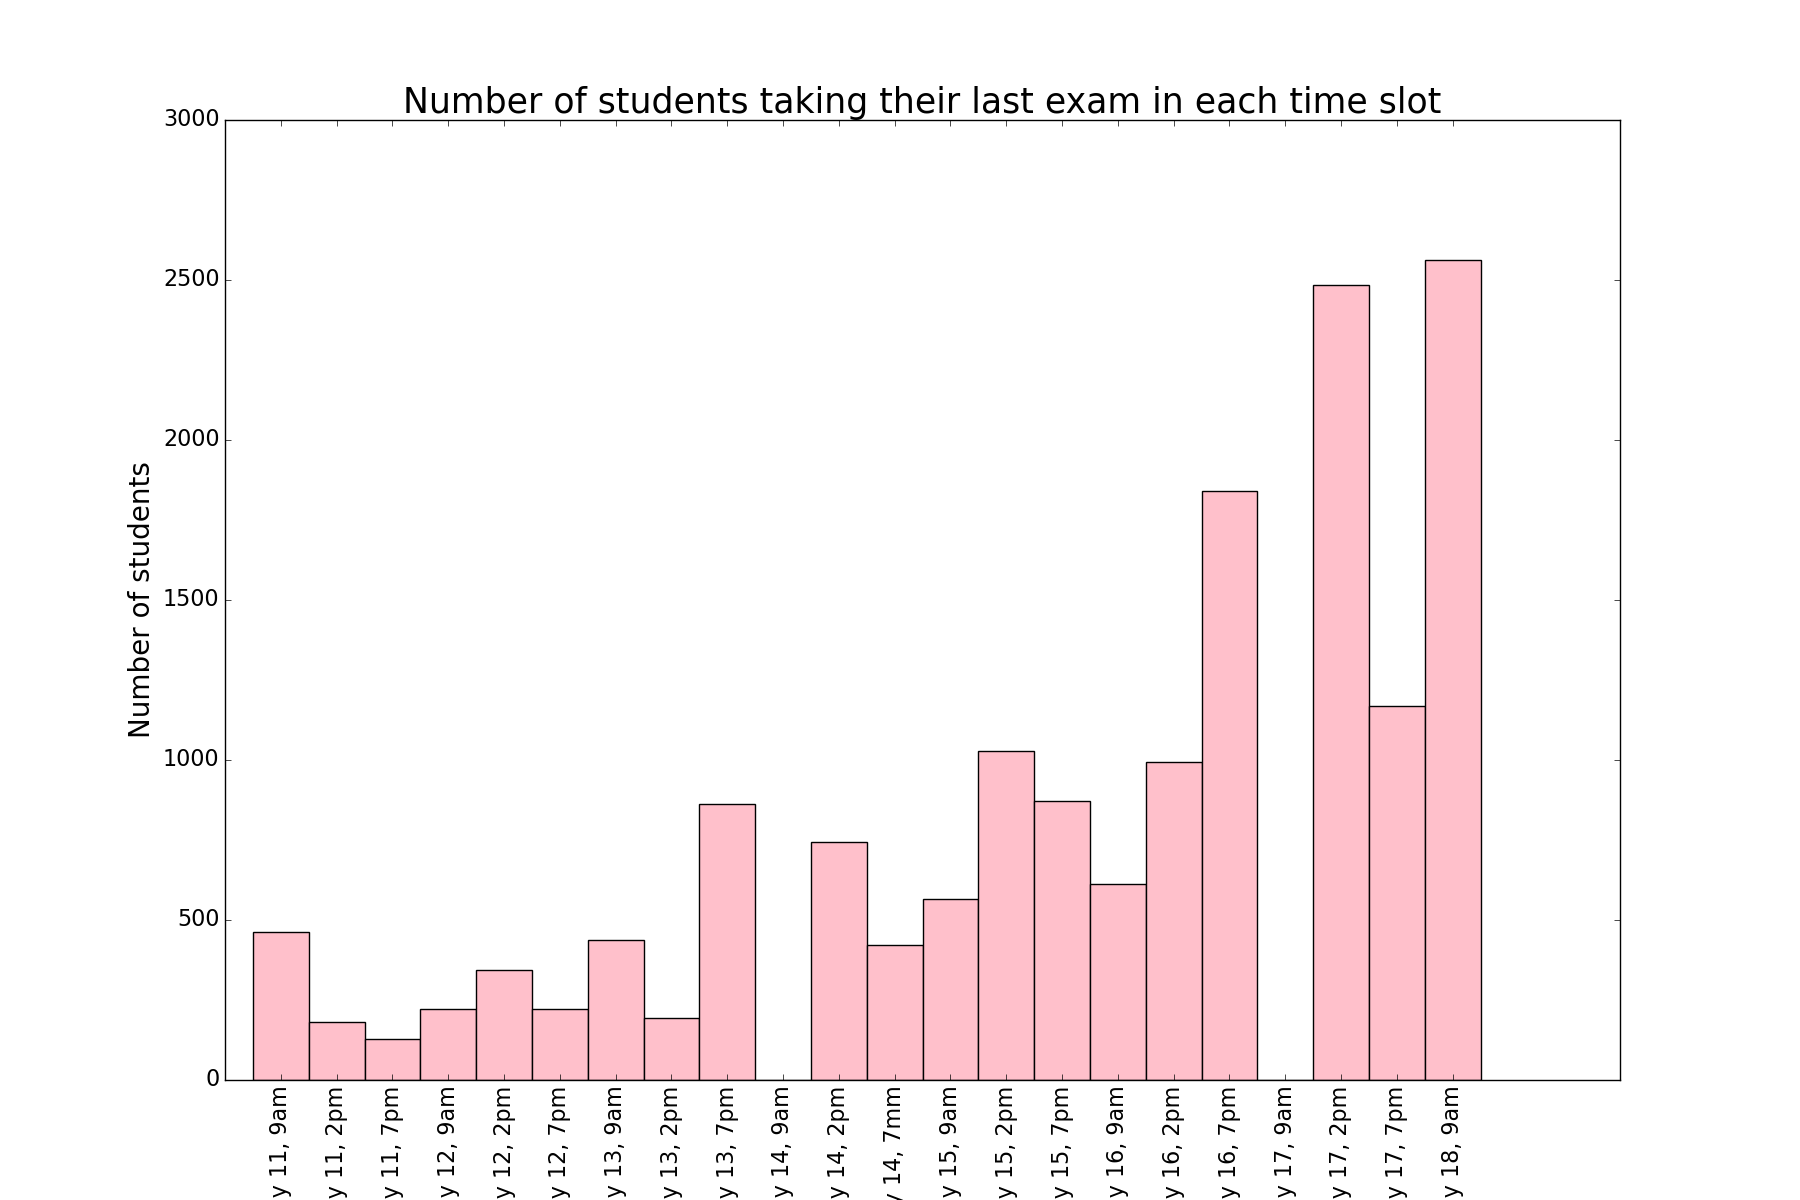 Number of students taking their last exam in each time slot
3000
2500
2000
1500
1000
500
0
Number of students
y 11, 9am
y 11, 2pm
y 11, 7pm
y 12, 9am
y 12, 2pm
y 12, 7pm
y 13, 9am
y 13, 2pm
y 13, 7pm
y 14, 9am
y 14, 2pm
y 14, 7mm
y 15, 9am
y 15, 2pm
y 15, 7pm
y 16, 9am
y 16, 2pm
y 16, 7pm
y 17, 9am
y 17, 2pm
y 17, 7pm
y 18, 9am